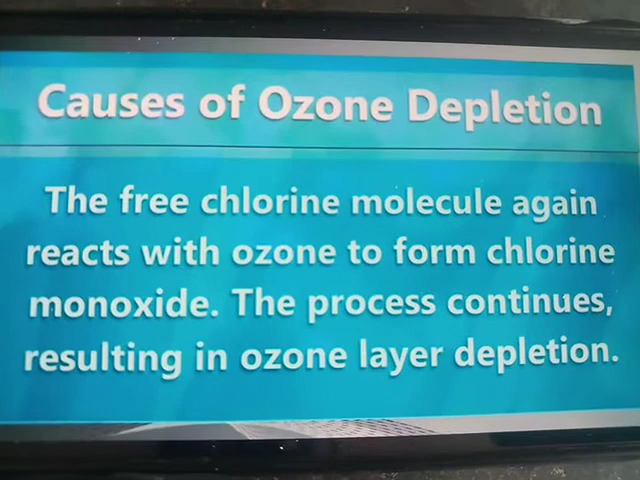 Causes of Ozone Depletion
The free chlorine molecule again
reacts with ozone to form chlorine
monoxide. The process continues,
resulting in ozone layer depletion.